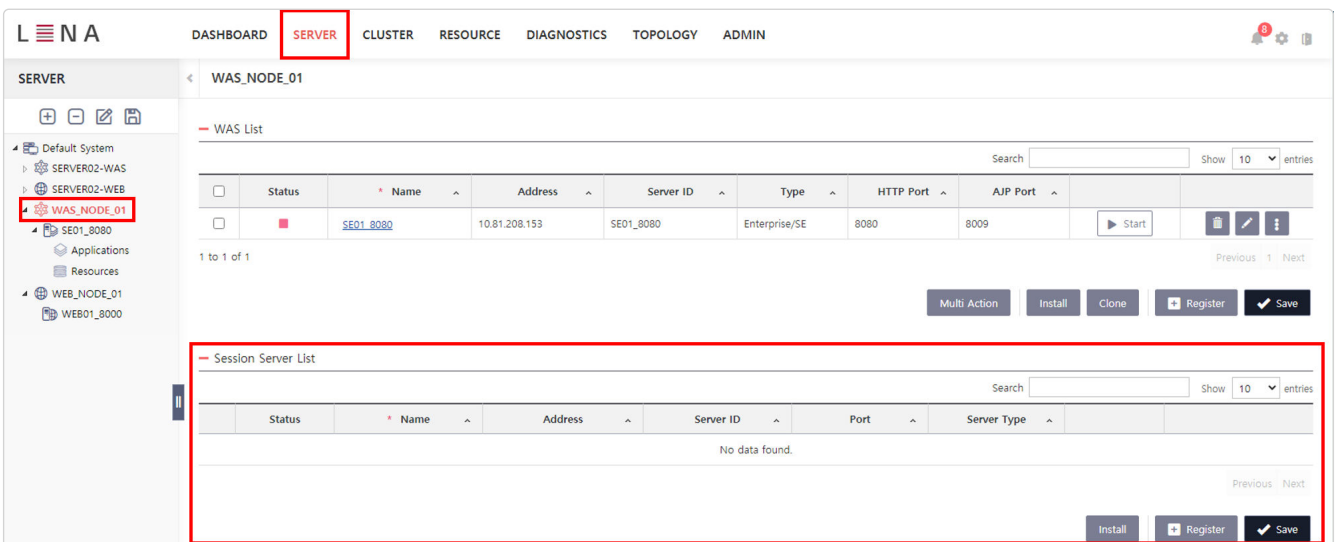 LENA
DASHBOARD SERVER CLUSTER RESOURCE DIAGNOSTICS TOPOLOGY ADMIN
8
SERVER
WAS_NODE_01
Default System
SERVER02-WAS
SERVER02-WEB
WAS_NODE_01
SE01_8080
Applications
Resources
WEB_NODE_01
WEB01_8000
WAS List
Search Show 10 entries
Status * Name Address Server ID Type HTTP Port AJP Port
SE01_8080 10.81.208.153 SE01_8080 Enterprise/SE 8080 8009 Start
1 to 1 of 1 Previous 1 Next
Multi Action Install Clone Register Save
Session Server List
Search Show 10 entries
Status * Name Address Server ID Port Server Type
No data found.
Previous Next
Install Register Save